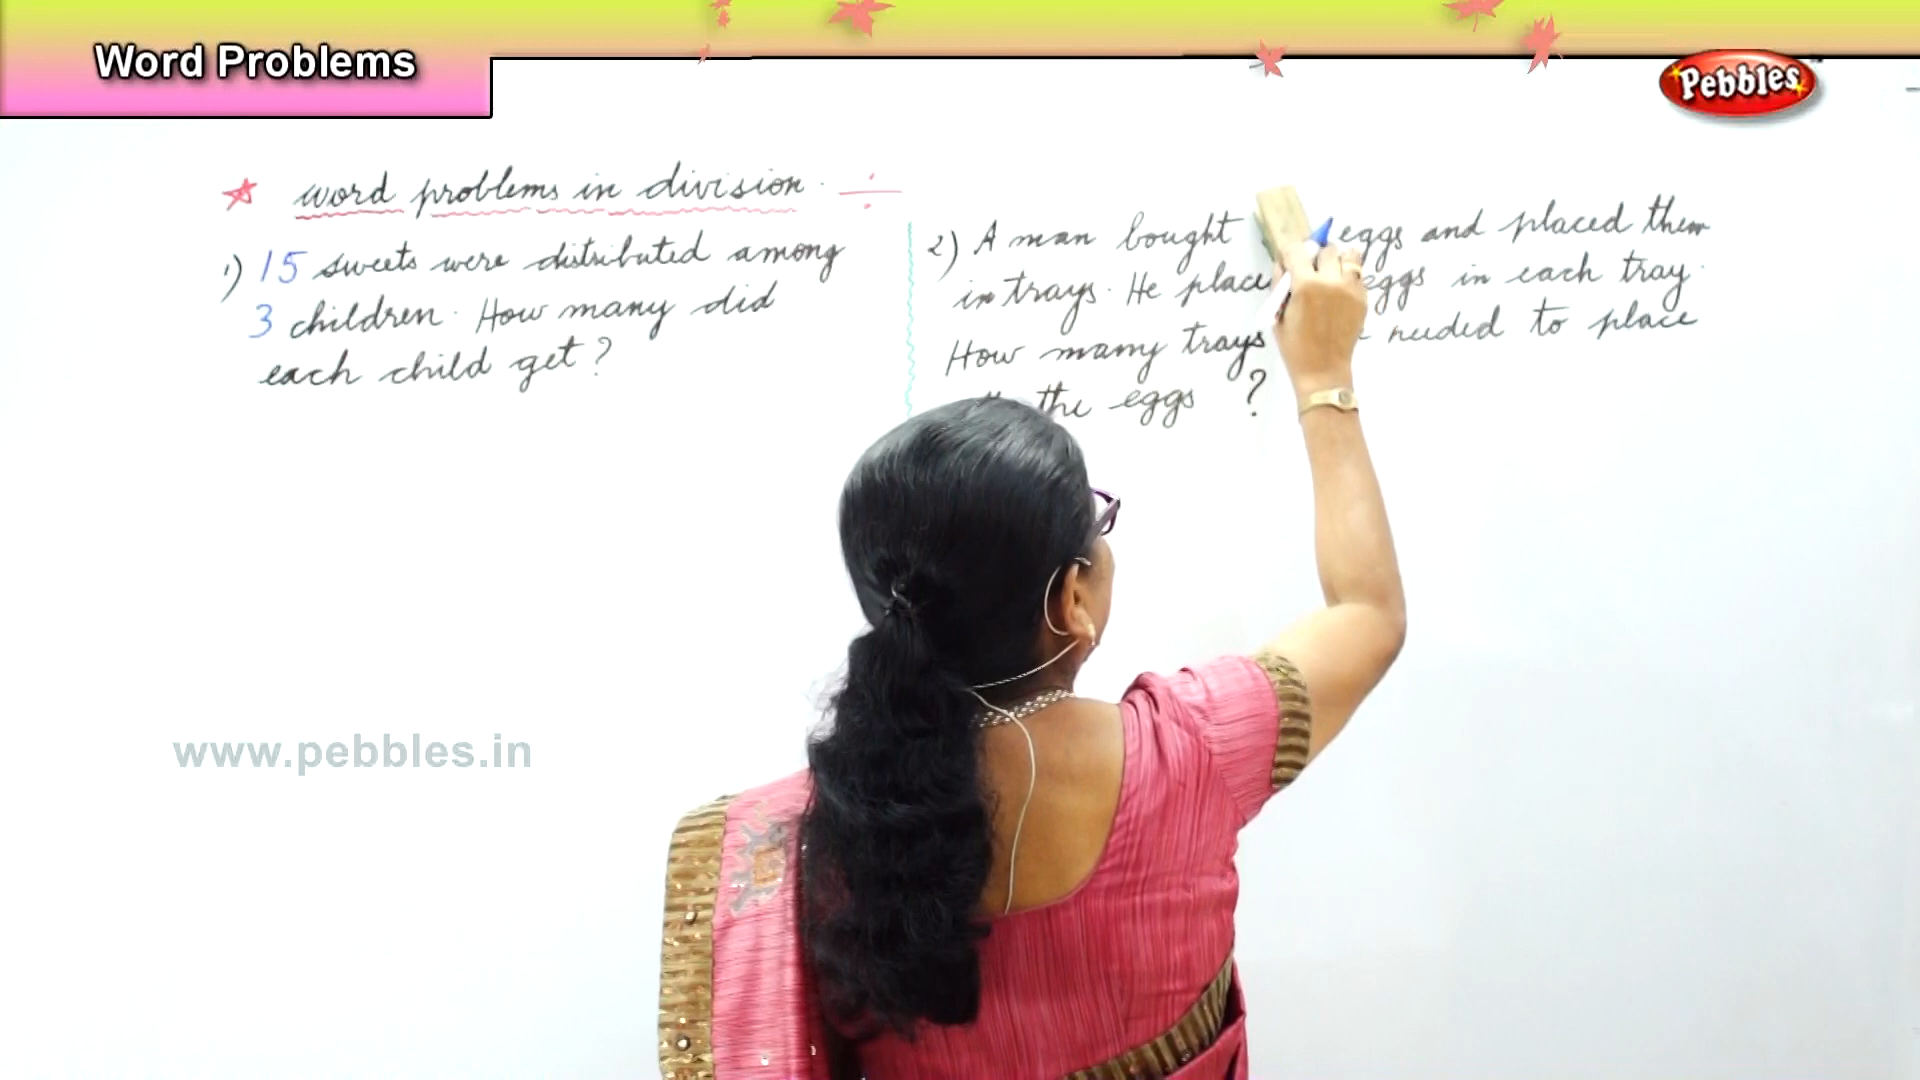 Word Problems
Pebbles
word problems in division ÷
1) 15 sweets were distributed among
3 children. How many did
each child get?
2) A man bought eggs and placed them
in trays. He place eggs in each tray.
How many trays needed to place
the eggs ?
www.pebbles.in